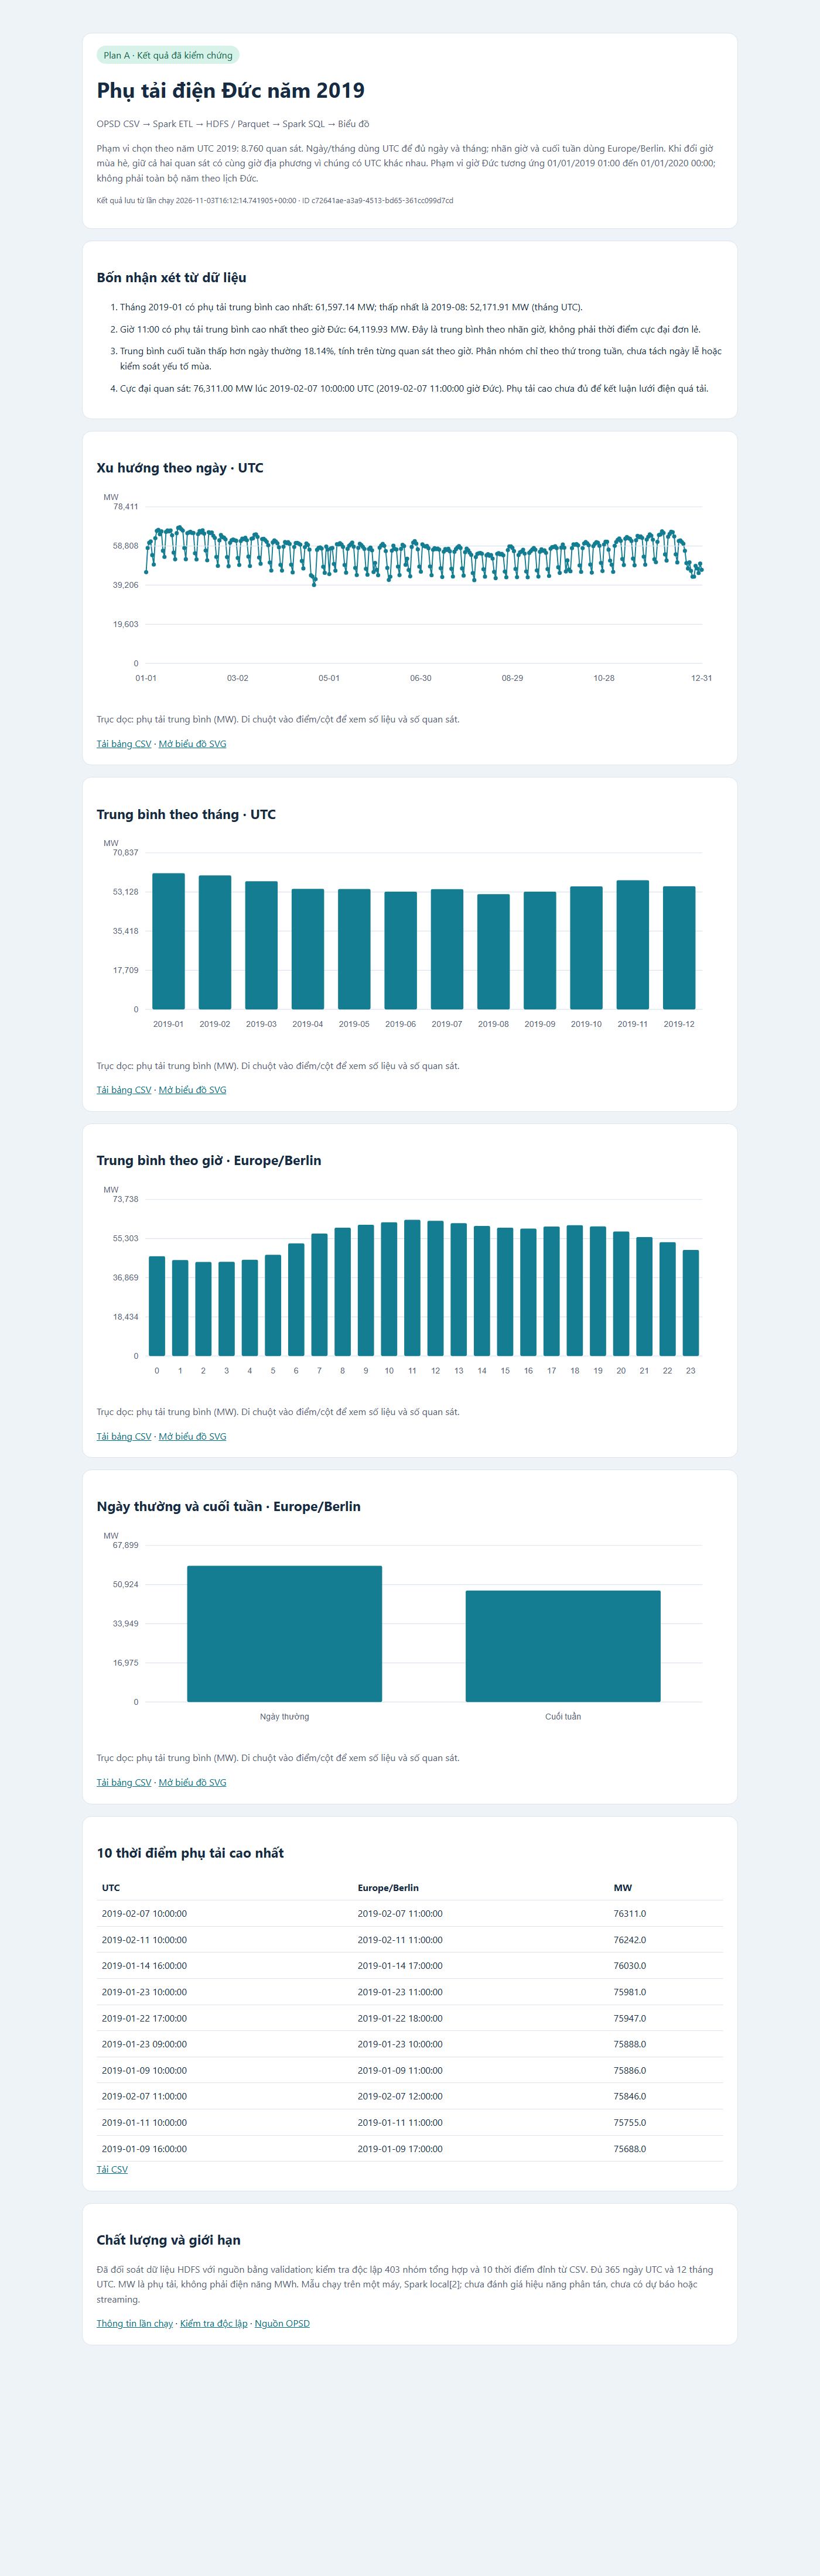 Plan A · Kết quả đã kiểm chứng
Phụ tải điện Đức năm 2019
OPSD CSV → Spark ETL → HDFS / Parquet → Spark SQL → Biểu đồ
Phạm vi chọn theo năm UTC 2019: 8.760 quan sát. Ngày/tháng dùng UTC để đủ ngày và tháng; nhãn giờ và cuối tuần dùng Europe/Berlin. Khi đổi giờ
mùa hè, giữ cả hai quan sát có cùng giờ địa phương vì chúng có UTC khác nhau. Phạm vi giờ Đức tương ứng 01/01/2019 01:00 đến 01/01/2020 00:00;
không phải toàn bộ năm theo lịch Đức.
Kết quả lưu từ lần chạy 2026-11-03T16:12:14.741905+00:00 · ID c72641ae-a3a9-4513-bd65-361cc099d7cd
Bốn nhận xét từ dữ liệu
1. Tháng 2019-01 có phụ tải trung bình cao nhất: 61,597.14 MW; thấp nhất là 2019-08: 52,171.91 MW (tháng UTC).
2. Giờ 11:00 có phụ tải trung bình cao nhất theo giờ Đức: 64,119.93 MW. Đây là trung bình theo nhãn giờ, không phải thời điểm cực đại đơn lẻ.
3. Trung bình cuối tuần thấp hơn ngày thường 18.14%, tính trên từng quan sát theo giờ. Phân nhóm chỉ theo thứ trong tuần, chưa tách ngày lễ hoặc
kiểm soát yếu tố mùa.
4. Cực đại quan sát: 76,311.00 MW lúc 2019-02-07 10:00:00 UTC (2019-02-07 11:00:00 giờ Đức). Phụ tải cao chưa đủ để kết luận lưới điện quá tải.
Xu hướng theo ngày · UTC
MW
78,411
58,808
39,206
19,603
0
01-01 03-02 05-01 06-30 08-29 10-28 12-31
Trục dọc: phụ tải trung bình (MW). Di chuột vào điểm/cột để xem số liệu và số quan sát.
Tải bảng CSV · Mở biểu đồ SVG
Trung bình theo tháng · UTC
MW
70,837
53,128
35,418
17,709
0
2019-01 2019-02 2019-03 2019-04 2019-05 2019-06 2019-07 2019-08 2019-09 2019-10 2019-11 2019-12
Trục dọc: phụ tải trung bình (MW). Di chuột vào điểm/cột để xem số liệu và số quan sát.
Tải bảng CSV · Mở biểu đồ SVG
Trung bình theo giờ · Europe/Berlin
MW
73,738
55,303
36,869
18,434
0
0 1 2 3 4 5 6 7 8 9 10 11 12 13 14 15 16 17 18 19 20 21 22 23
Trục dọc: phụ tải trung bình (MW). Di chuột vào điểm/cột để xem số liệu và số quan sát.
Tải bảng CSV · Mở biểu đồ SVG
Ngày thường và cuối tuần · Europe/Berlin
MW
67,899
50,924
33,949
16,975
0
Ngày thường Cuối tuần
Trục dọc: phụ tải trung bình (MW). Di chuột vào điểm/cột để xem số liệu và số quan sát.
Tải bảng CSV · Mở biểu đồ SVG
10 thời điểm phụ tải cao nhất
UTC Europe/Berlin MW
2019-02-07 10:00:00 2019-02-07 11:00:00 76311.0
2019-02-11 10:00:00 2019-02-11 11:00:00 76242.0
2019-01-14 16:00:00 2019-01-14 17:00:00 76030.0
2019-01-23 10:00:00 2019-01-23 11:00:00 75981.0
2019-01-22 17:00:00 2019-01-22 18:00:00 75947.0
2019-01-23 09:00:00 2019-01-23 10:00:00 75888.0
2019-01-09 10:00:00 2019-01-09 11:00:00 75886.0
2019-02-07 11:00:00 2019-02-07 12:00:00 75846.0
2019-01-11 10:00:00 2019-01-11 11:00:00 75755.0
2019-01-09 16:00:00 2019-01-09 17:00:00 75688.0
Tải CSV
Chất lượng và giới hạn
Đã đối soát dữ liệu HDFS với nguồn bằng validation; kiểm tra độc lập 403 nhóm tổng hợp và 10 thời điểm đỉnh từ CSV. Đủ 365 ngày UTC và 12 tháng
UTC. MW là phụ tải, không phải điện năng MWh. Mẫu chạy trên một máy, Spark local[2]; chưa đánh giá hiệu năng phân tán, chưa có dự báo hoặc
streaming.
Thông tin lần chạy · Kiểm tra độc lập · Nguồn OPSD